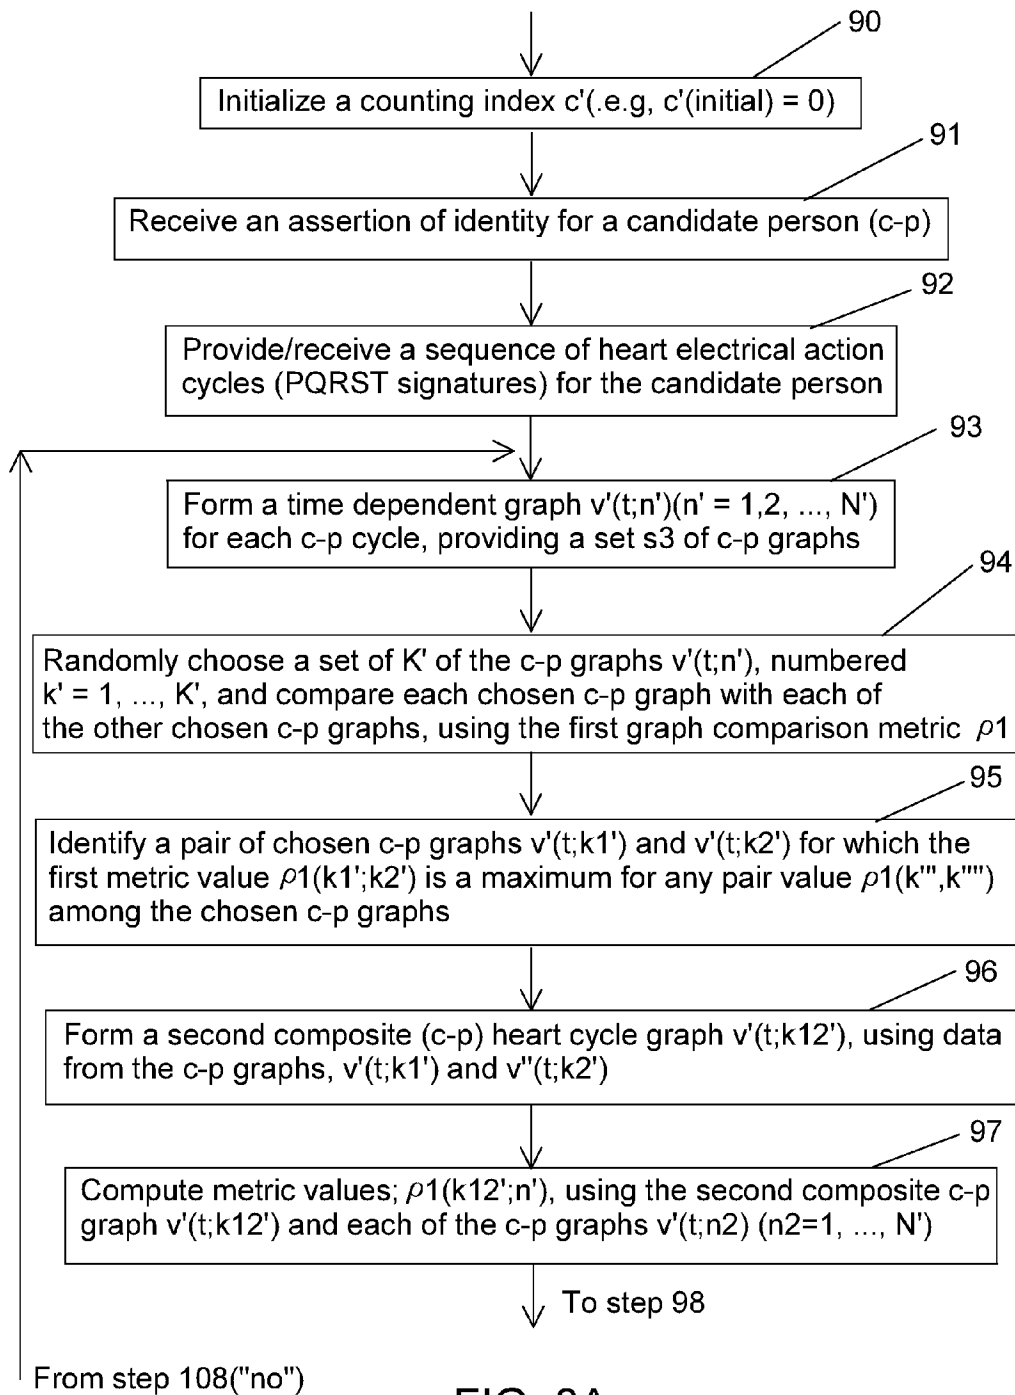 90
Initialize a counting index c'(.e.g, c'(initial) = 0)
91
Receive an assertion of identity for a candidate person (c-p)
92
Provide/receive a sequence of heart electrical action
cycles (PQRST signatures) for the candidate person
93
Form a time dependent graph v'(t;n')(n' = 1,2, ..., N')
for each c-p cycle, providing a set s3 of c-p graphs
94
Randomly choose a set of K' of the c-p graphs v'(t;n'), numbered
k' = 1, ..., K', and compare each chosen c-p graph with each of
the other chosen c-p graphs, using the first graph comparison metric ρ1
95
Identify a pair of chosen c-p graphs v'(t;k1') and v'(t;k2') for which the
first metric value ρ1(k1';k2') is a maximum for any pair value ρ1(k''',k'''')
among the chosen c-p graphs
96
Form a second composite (c-p) heart cycle graph v'(t;k12'), using data
from the c-p graphs, v'(t;k1') and v''(t;k2')
97
Compute metric values; ρ1(k12';n'), using the second composite c-p
graph v'(t;k12') and each of the c-p graphs v'(t;n2) (n2=1, ..., N')
To step 98
From step 108("no")